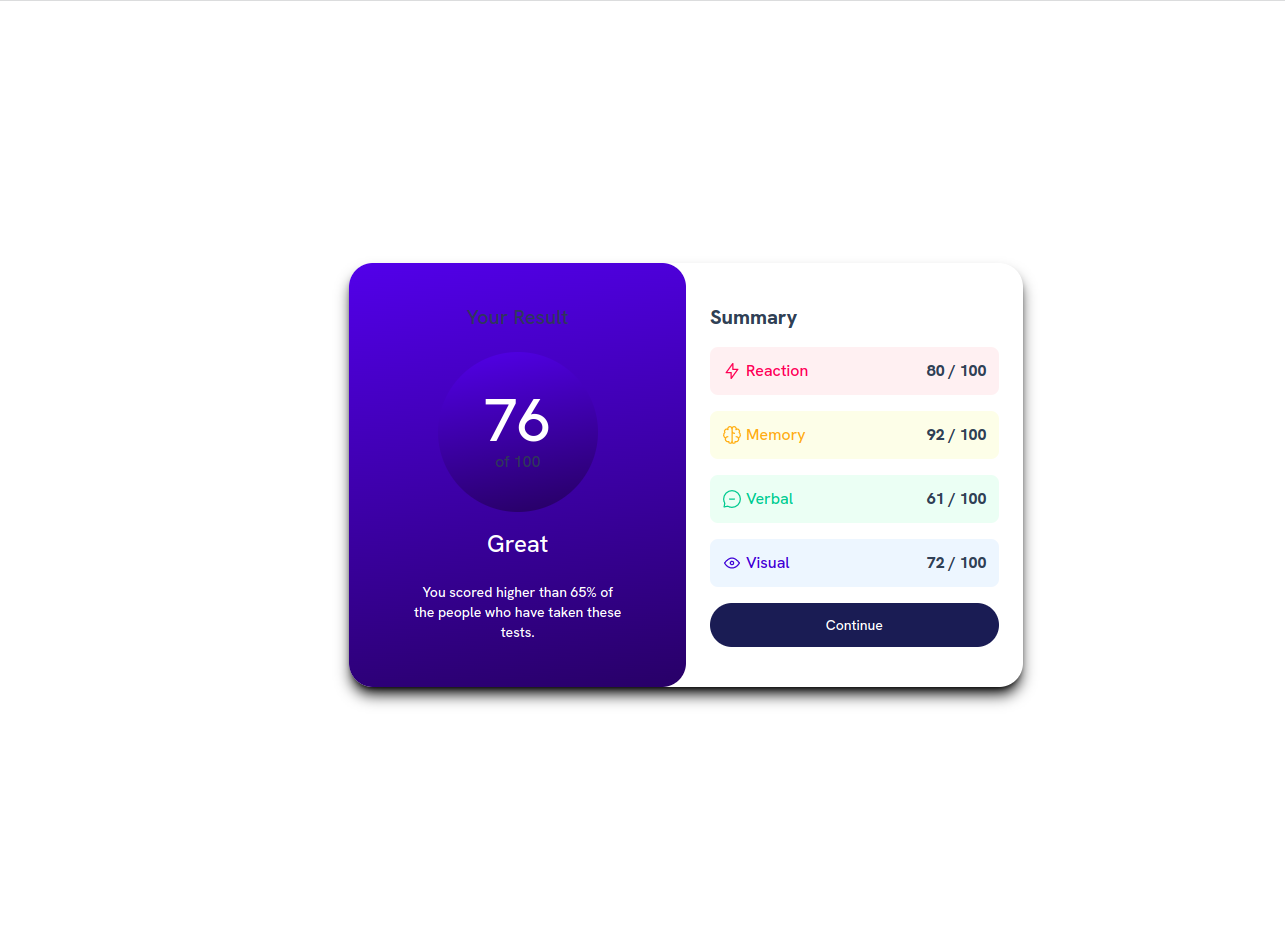 Your Result
76
of 100
Great
You scored higher than 65% of
the people who have taken these
tests.
Summary
Reaction 80 / 100
Memory 92 / 100
Verbal 61 / 100
Visual 72 / 100
Continue